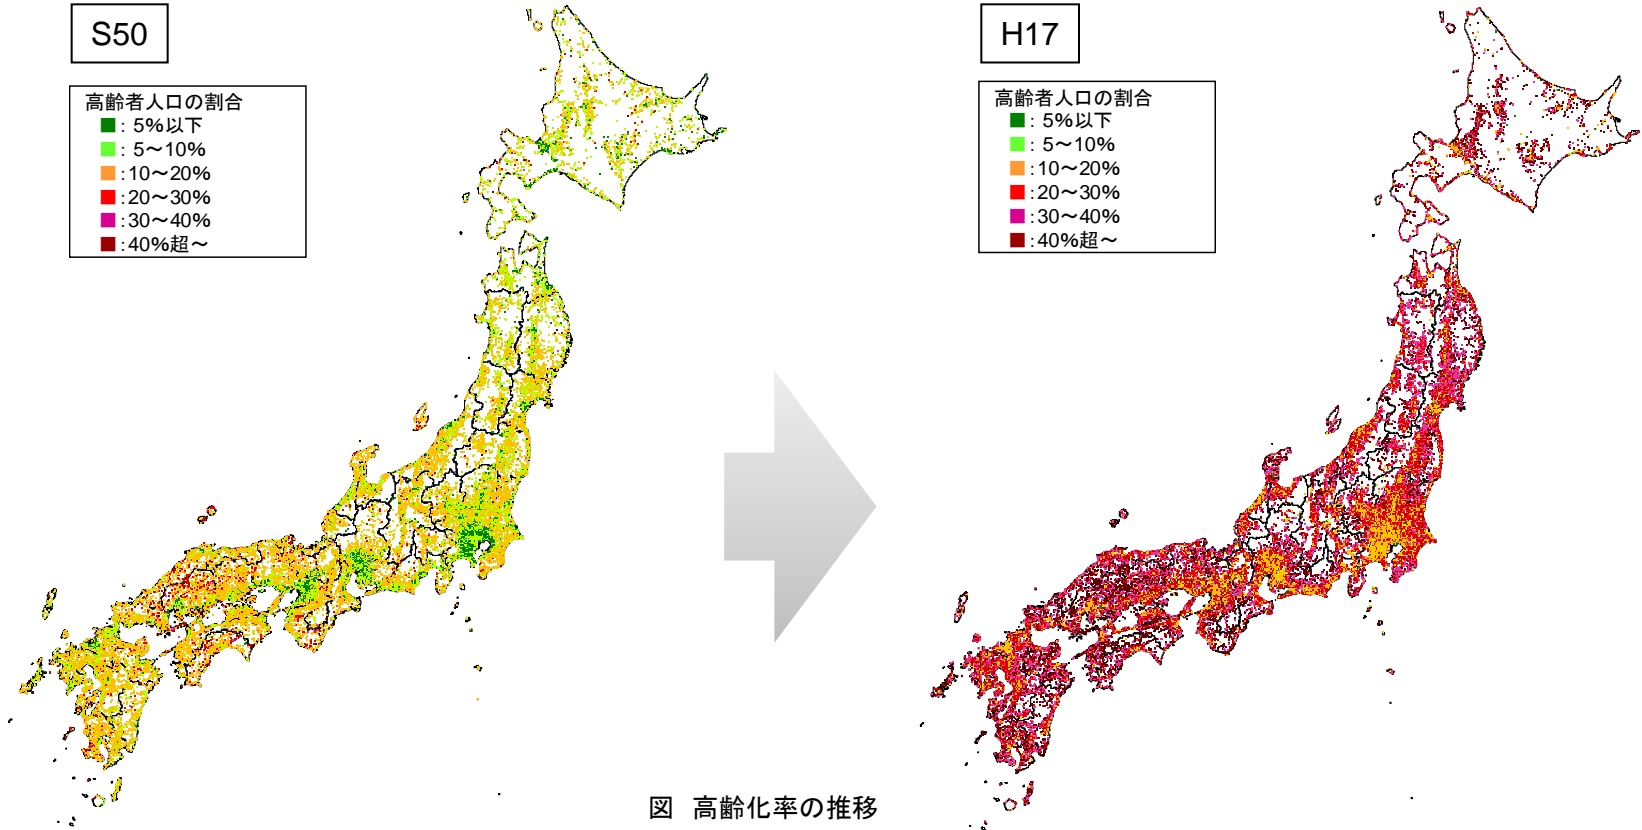 S50
高齢者人口の割合
■：5%以下
■：5～10%
■：10～20%
■：20～30%
■：30～40%
■：40%超～
H17
高齢者人口の割合
■：5%以下
■：5～10%
■：10～20%
■：20～30%
■：30～40%
■：40%超～
図 高齢化率の推移